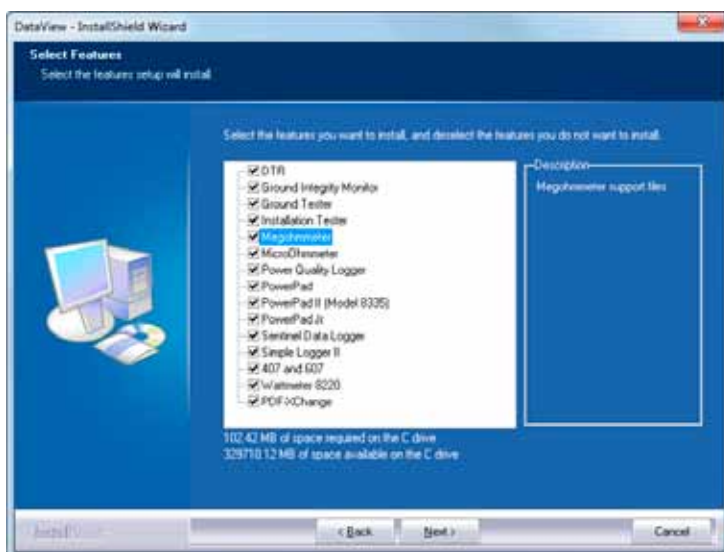 DataView - InstallShield Wizard
Select Features
Select the features setup will install.
Select the features you want to install, and deselect the features you do not want to install.
DTR
Ground Integrity Monitor
Ground Tester
Installation Tester
Megohmmeter
MicroOhmmeter
Power Quality Logger
PowerPad
PowerPad II (Model 8335)
PowerPad Jr
Sentinel Data Logger
Simple Logger II
407 and 607
Wattmeter 8220
PDF-XChange
Description
Megohmmeter support files
102.42 MB of space required on the C drive
329710.12 MB of space available on the C drive
InstallShield
< Back
Next >
Cancel